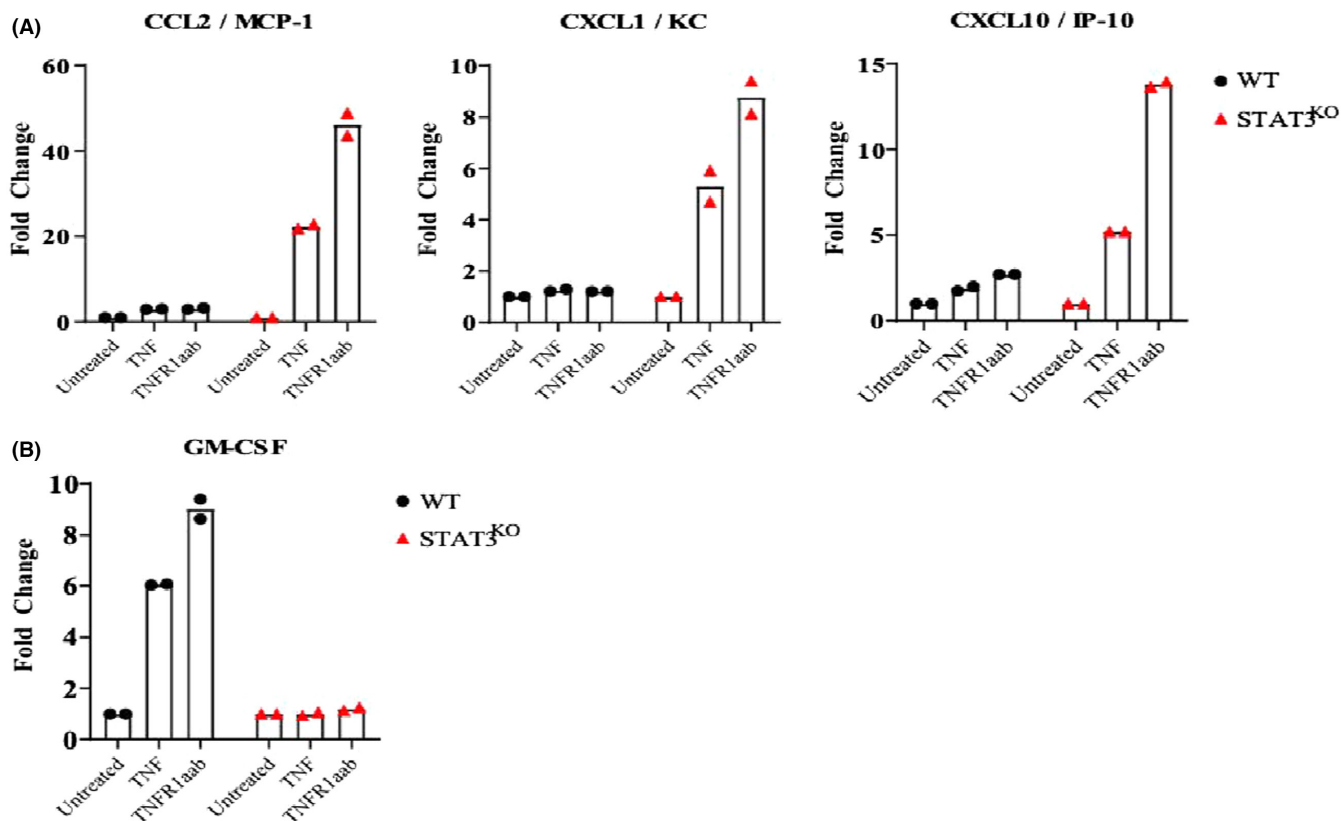 (A)
CCL2 / MCP-1
Fold Change
60
40
20
0
Untreated
TNF
TNFR1aab
Untreated
TNF
TNFR1aab
CXCL1 / KC
Fold Change
10
8
6
4
2
0
Untreated
TNF
TNFR1aab
Untreated
TNF
TNFR1aab
CXCL10 / IP-10
Fold Change
15
10
5
0
Untreated
TNF
TNFR1aab
Untreated
TNF
TNFR1aab
WT
STAT3KO
(B)
GM-CSF
Fold Change
10
8
6
4
2
0
Untreated
TNF
TNFR1aab
Untreated
TNF
TNFR1aab
WT
STAT3KO